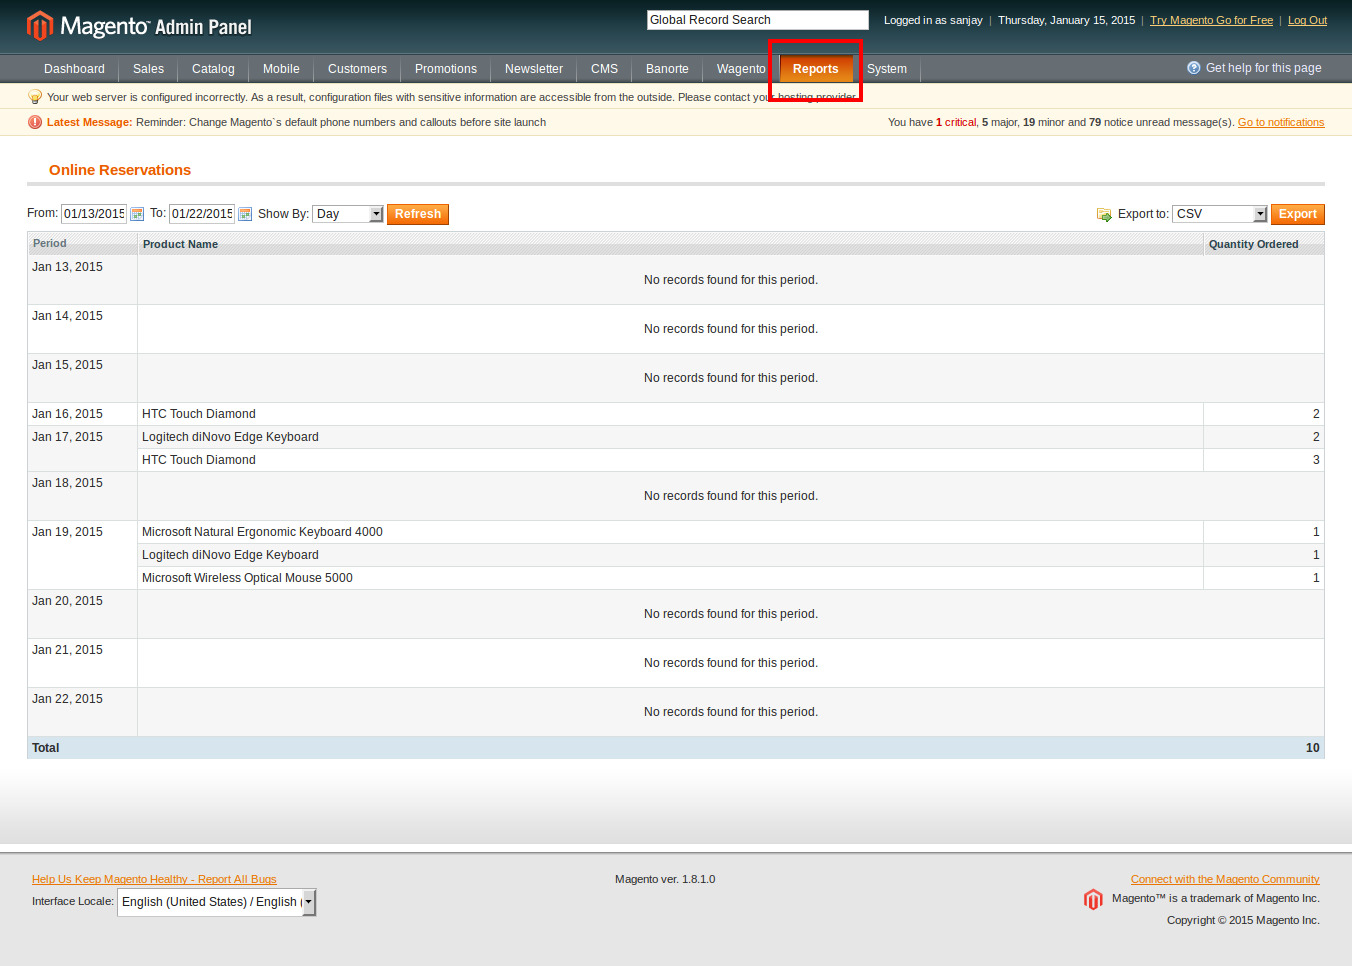 Magento™ Admin Panel
Global Record Search
Logged in as sanjay | Thursday, January 15, 2015 | Try Magento Go for Free | Log Out
Dashboard Sales Catalog Mobile Customers Promotions Newsletter CMS Banorte Wagento Reports System
Get help for this page
Your web server is configured incorrectly. As a result, configuration files with sensitive information are accessible from the outside. Please contact your hosting provider.
Latest Message: Reminder: Change Magento`s default phone numbers and callouts before site launch
You have 1 critical, 5 major, 19 minor and 79 notice unread message(s). Go to notifications
Online Reservations
From: 01/13/2015 To: 01/22/2015 Show By: Day Refresh
Export to: CSV Export
Period Product Name Quantity Ordered
Jan 13, 2015
No records found for this period.
Jan 14, 2015
No records found for this period.
Jan 15, 2015
No records found for this period.
Jan 16, 2015 HTC Touch Diamond 2
Jan 17, 2015 Logitech diNovo Edge Keyboard 2
HTC Touch Diamond 3
Jan 18, 2015
No records found for this period.
Jan 19, 2015 Microsoft Natural Ergonomic Keyboard 4000 1
Logitech diNovo Edge Keyboard 1
Microsoft Wireless Optical Mouse 5000 1
Jan 20, 2015
No records found for this period.
Jan 21, 2015
No records found for this period.
Jan 22, 2015
No records found for this period.
Total 10
Help Us Keep Magento Healthy - Report All Bugs
Interface Locale: English (United States) / English (
Magento ver. 1.8.1.0
Connect with the Magento Community
Magento™ is a trademark of Magento Inc.
Copyright © 2015 Magento Inc.